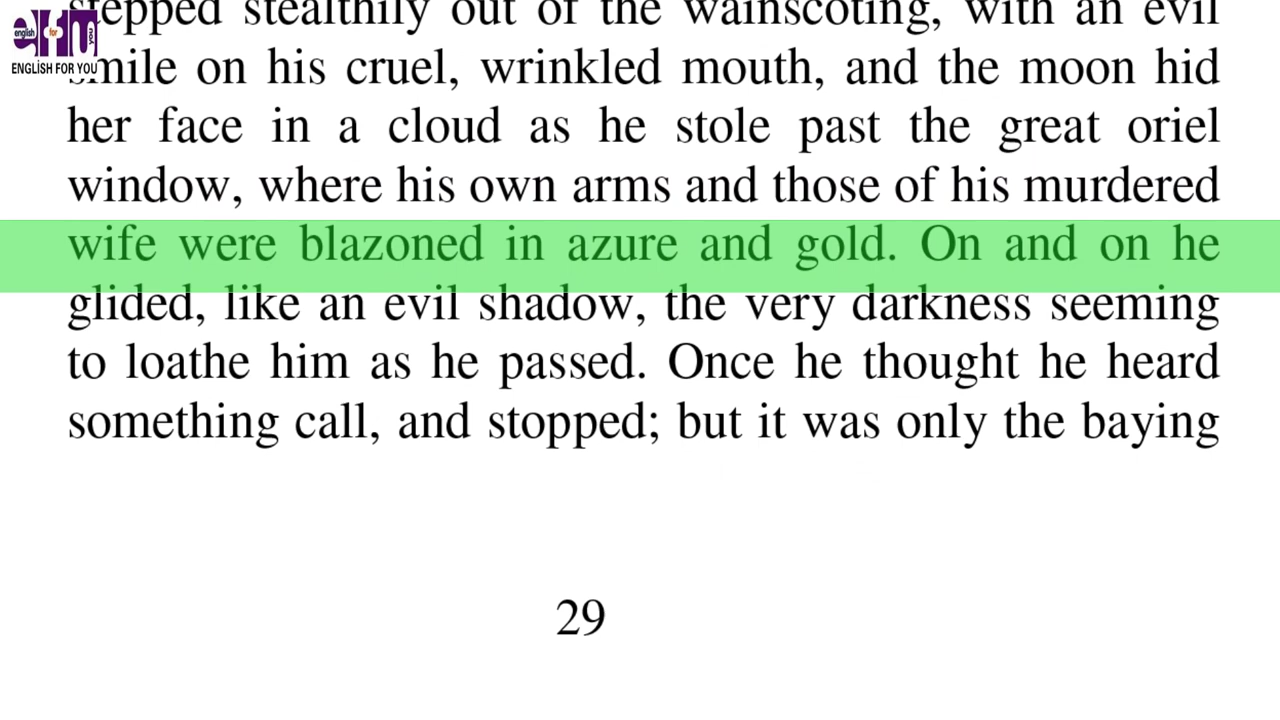 stepped stealthily out of the wainscoting, with an evil
english for you
ENGLISH FOR YOU
smile on his cruel, wrinkled mouth, and the moon hid
her face in a cloud as he stole past the great oriel
window, where his own arms and those of his murdered
wife were blazoned in azure and gold. On and on he
glided, like an evil shadow, the very darkness seeming
to loathe him as he passed. Once he thought he heard
something call, and stopped; but it was only the baying
29